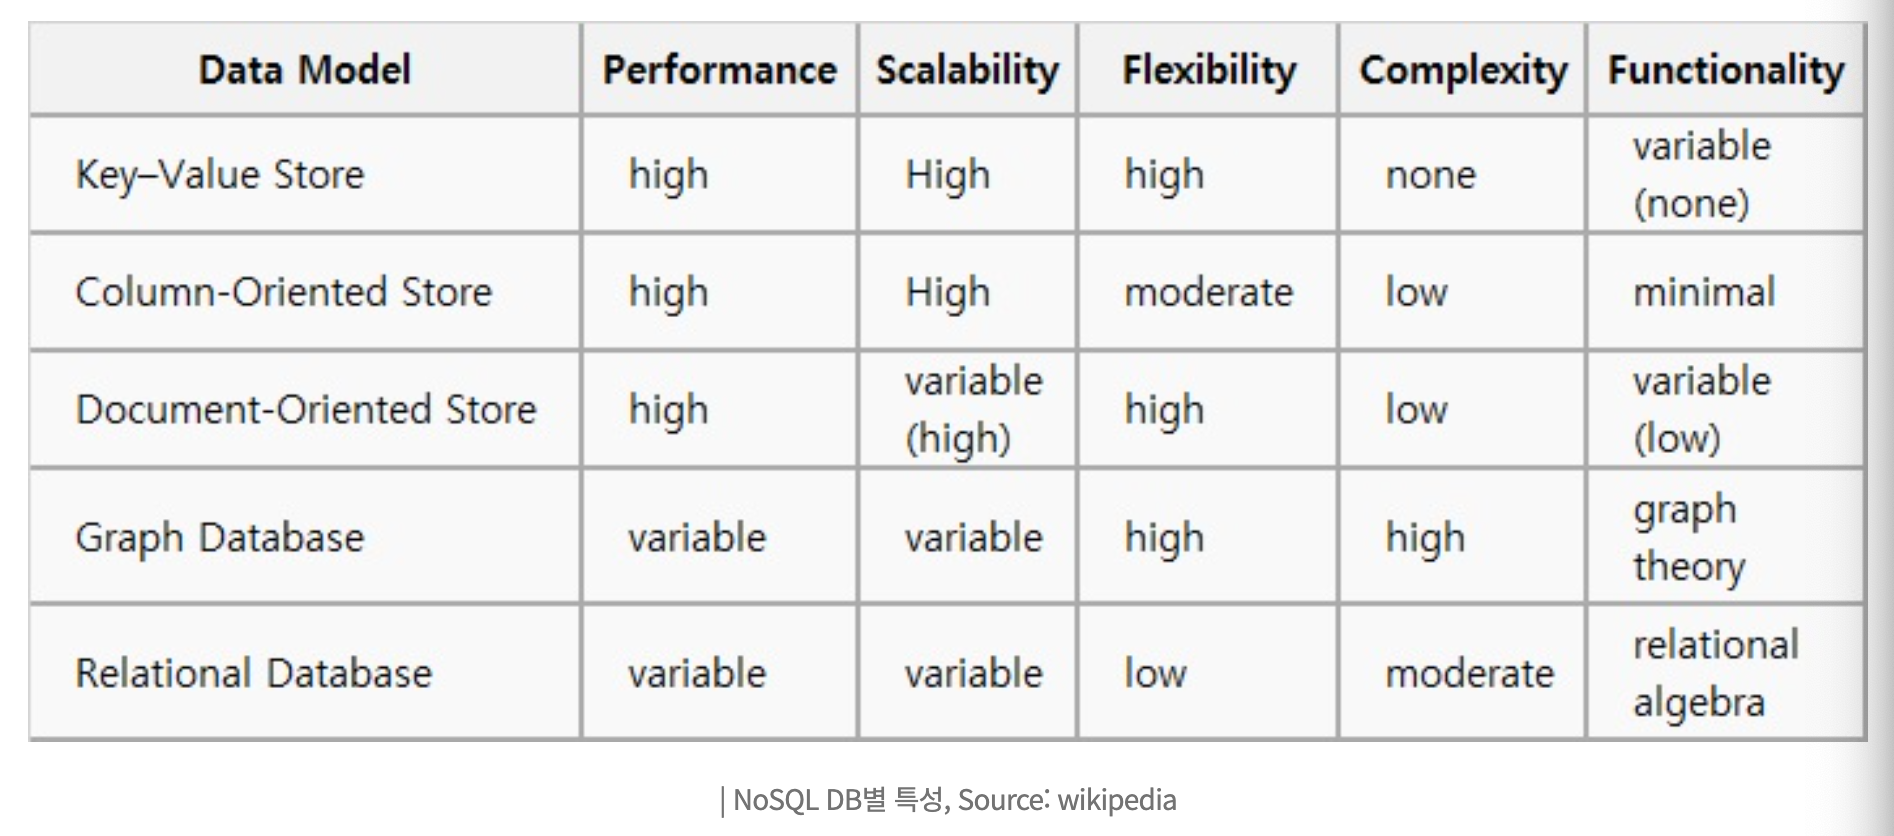 Data Model Performance Scalability Flexibility Complexity Functionality
Key–Value Store high High high none variable (none)
Column-Oriented Store high High moderate low minimal
Document-Oriented Store high variable (high) high low variable (low)
Graph Database variable variable high high graph theory
Relational Database variable variable low moderate relational algebra
| NoSQL DB별 특성, Source: wikipedia